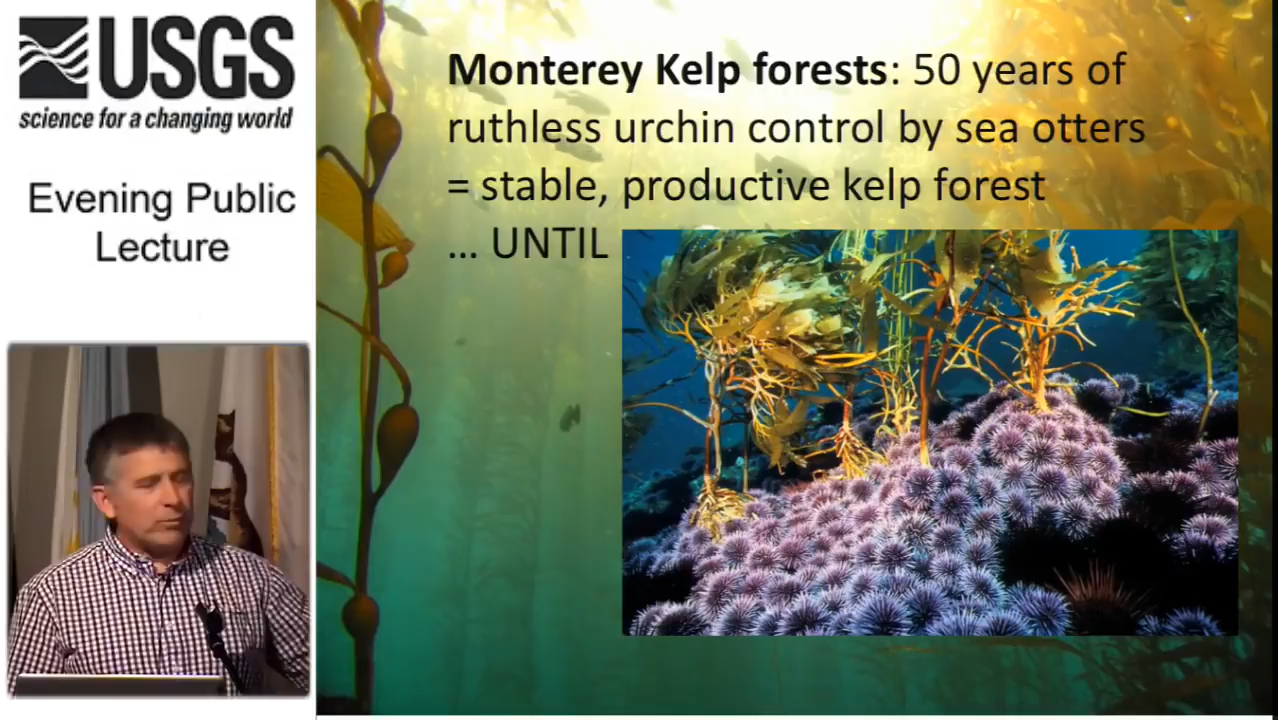 USGS
science for a changing world
Evening Public
Lecture
Monterey Kelp forests: 50 years of
ruthless urchin control by sea otters
= stable, productive kelp forest
... UNTIL